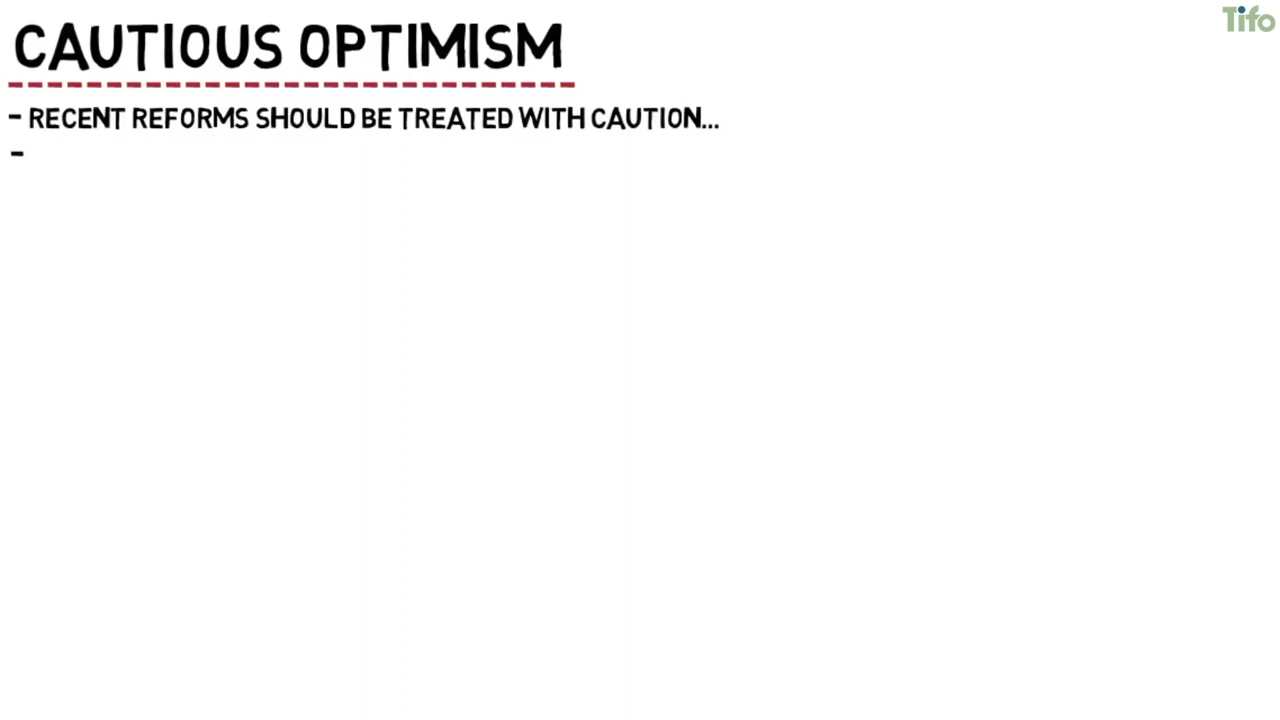 CAUTIOUS OPTIMISM
Tifo
- RECENT REFORMS SHOULD BE TREATED WITH CAUTION...
-